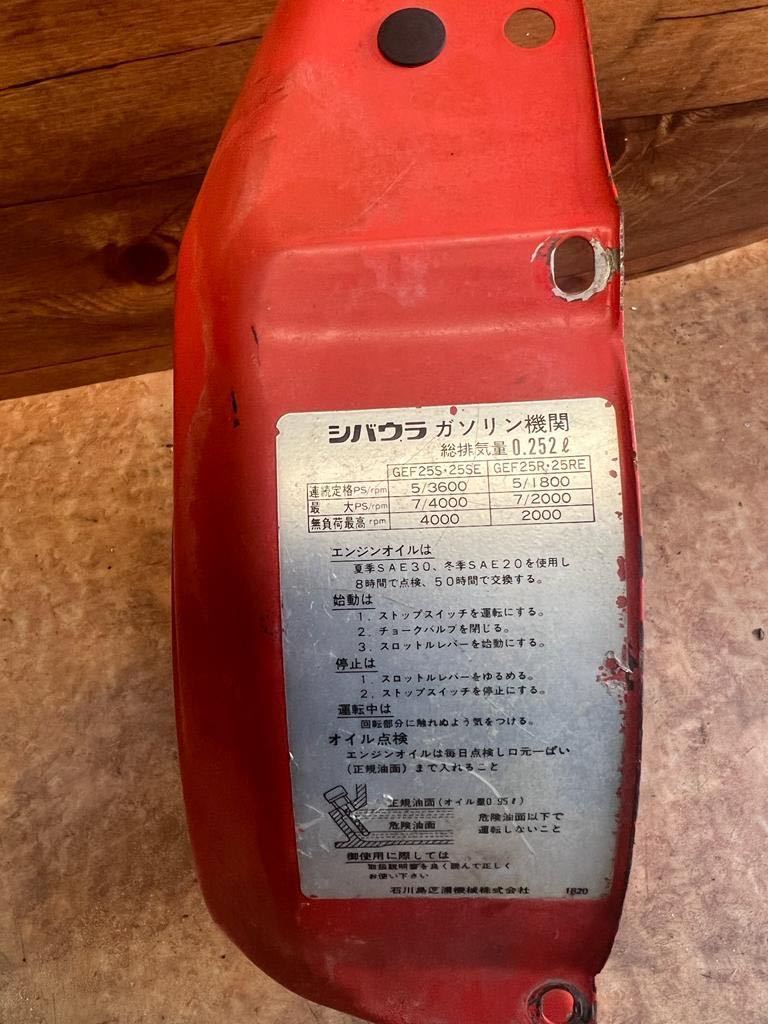 シバウラ ガソリン機関
総排気量 0.252ℓ
GEF25S・25SE GEF25R・25RE
連続定格PS/rpm 5/3600 5/1800
最 大PS/rpm 7/4000 7/2000
無負荷最高rpm 4000 2000
エンジンオイルは
夏季SAE30、冬季SAE20を使用し
8時間で点検、50時間で交換する。
始動は
1. ストップスイッチを運転にする。
2. チョークバルブを閉じる。
3. スロットルレバーを始動にする。
停止は
1. スロットルレバーをゆるめる。
2. ストップスイッチを停止にする。
運転中は
回転部分に触れぬよう気をつける。
オイル点検
エンジンオイルは毎日点検し口元一ぱい
(正規油面)まで入れること
正規油面(オイル量0.95ℓ)
危険油面
危険油面以下で
運転しないこと
御使用に際しては
取扱説明書を良く読んで正しく
お使い下さい
石川島芝浦機械株式会社 1820